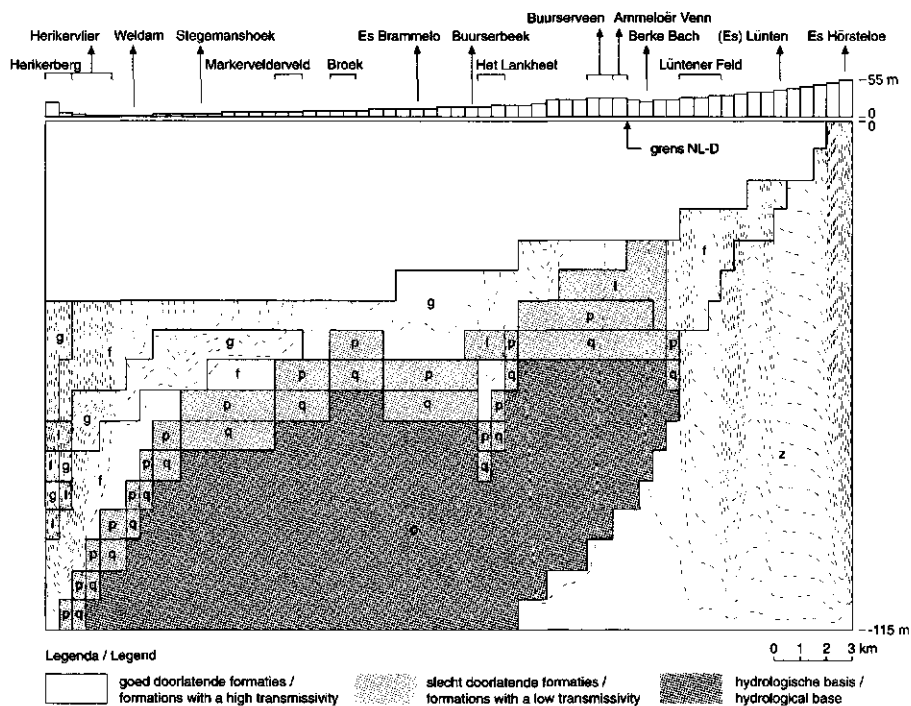 Buurserveen Ammeloër Venn
Herikervlier Weldam Stegemanshoek Es Brammelo Buurserbeek Berke Bach (Es) Lünten Es Hörsteloe
Herikerberg Markervelderveld Broek Het Lankheet Lüntener Feld
55 m
0
0
grens NL-D
f
l
g
p
g f g p l p q p
f p q p q q
g p q p q p
l p q p q
l g f p q q
g l p q
l p q
p q
p q
p q
z
-115 m
Legenda / Legend
0 1 2 3 km
goed doorlatende formaties /
formations with a high transmissivity
slecht doorlatende formaties /
formations with a low transmissivity
hydrologische basis /
hydrological base